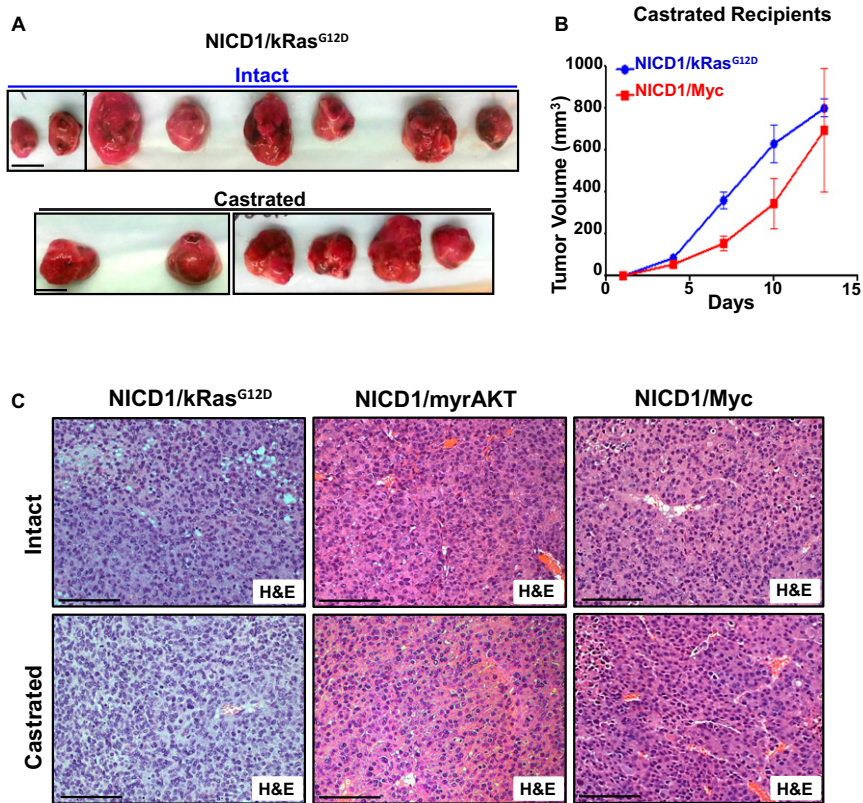 A
NICD1/kRasG12D
Intact
Castrated
B
Castrated Recipients
NICD1/kRasG12D
NICD1/Myc
Tumor Volume (mm3)
1000
800
600
400
200
0
5
10
15
Days
C
NICD1/kRasG12D
NICD1/myrAKT
NICD1/Myc
Intact
H&E
H&E
H&E
Castrated
H&E
H&E
H&E